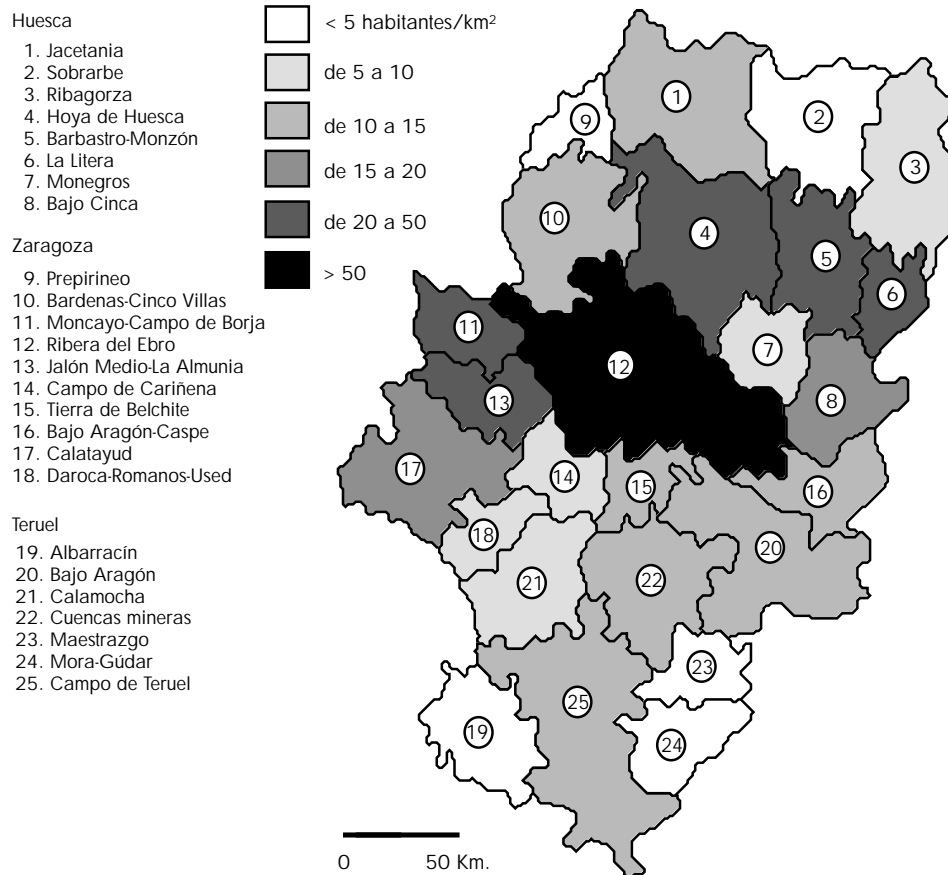 Huesca
1. Jacetania
2. Sobrarbe
3. Ribagorza
4. Hoya de Huesca
5. Barbastro-Monzón
6. La Litera
7. Monegros
8. Bajo Cinca
Zaragoza
9. Prepirineo
10. Bardenas-Cinco Villas
11. Moncayo-Campo de Borja
12. Ribera del Ebro
13. Jalón Medio-La Almunia
14. Campo de Cariñena
15. Tierra de Belchite
16. Bajo Aragón-Caspe
17. Calatayud
18. Daroca-Romanos-Used
Teruel
19. Albarracín
20. Bajo Aragón
21. Calamocha
22. Cuencas mineras
23. Maestrazgo
24. Mora-Gúdar
25. Campo de Teruel
< 5 habitantes/km²
de 5 a 10
de 10 a 15
de 15 a 20
de 20 a 50
> 50
1
2
9
3
10
4
5
6
11
7
12
13
8
17
14
15
16
18
20
21
22
23
25
19
24
0 50 Km.